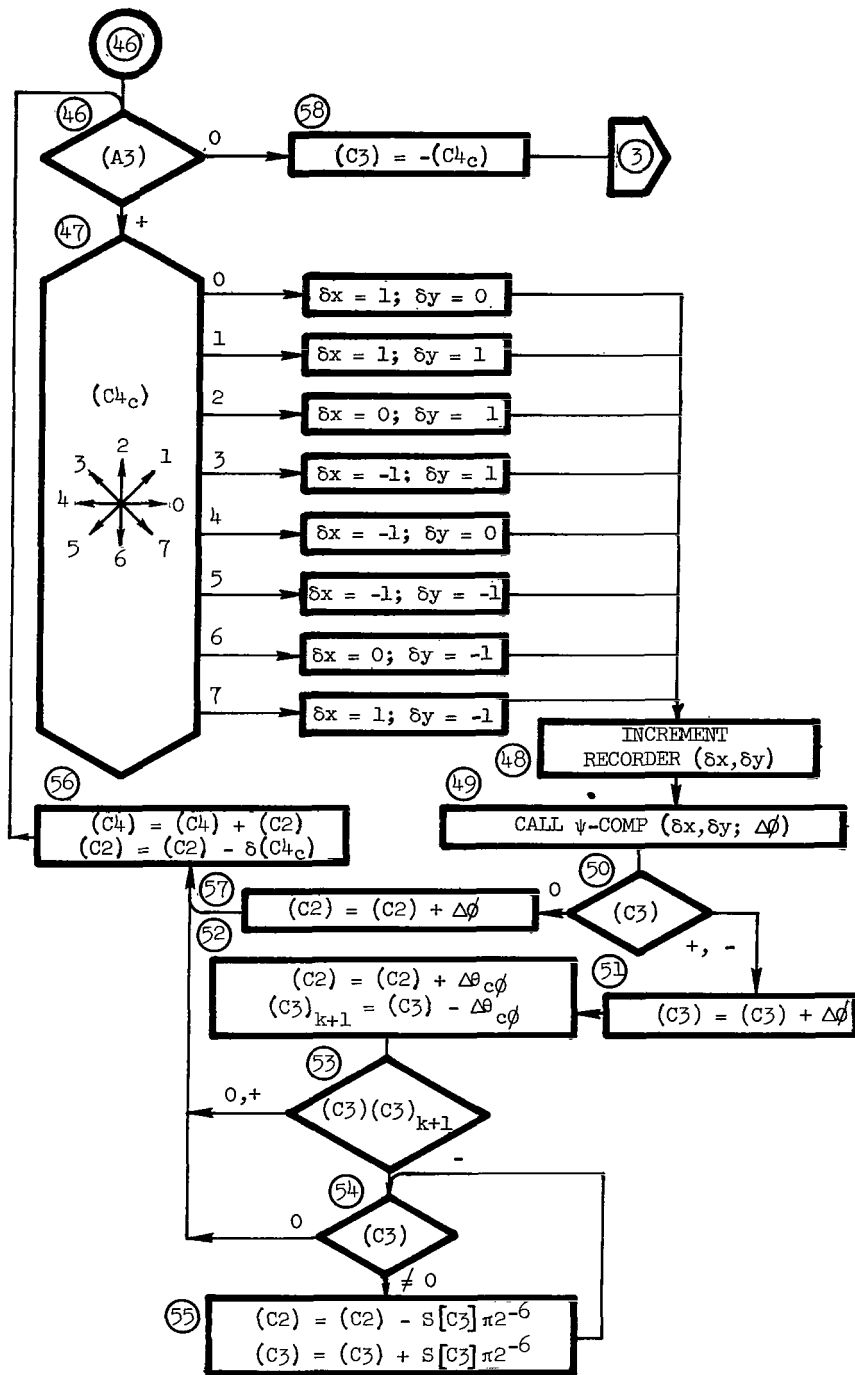 46
46
(A3)
0
58
(C3) = -(C4c)
3
+
47
0
δx = 1; δy = 0
1
δx = 1; δy = 1
(C4c)
2
δx = 0; δy = 1
2
3
1
3
δx = -1; δy = 1
4
0
4
δx = -1; δy = 0
5
6
7
5
δx = -1; δy = -1
6
δx = 0; δy = -1
7
δx = 1; δy = -1
48
INCREMENT
RECORDER (δx,δy)
56
(C4) = (C4) + (C2)
(C2) = (C2) - δ(C4c)
49
CALL ψ-COMP (δx,δy; Δø)
50
(C3)
0
57
(C2) = (C2) + Δø
+, -
52
(C2) = (C2) + Δθcø
(C3)k+1 = (C3) - Δθcø
51
(C3) = (C3) + Δø
53
(C3)(C3)k+1
0,+
-
54
(C3)
0
≠ 0
55
(C2) = (C2) - S[C3]π2⁻⁶
(C3) = (C3) + S[C3]π2⁻⁶